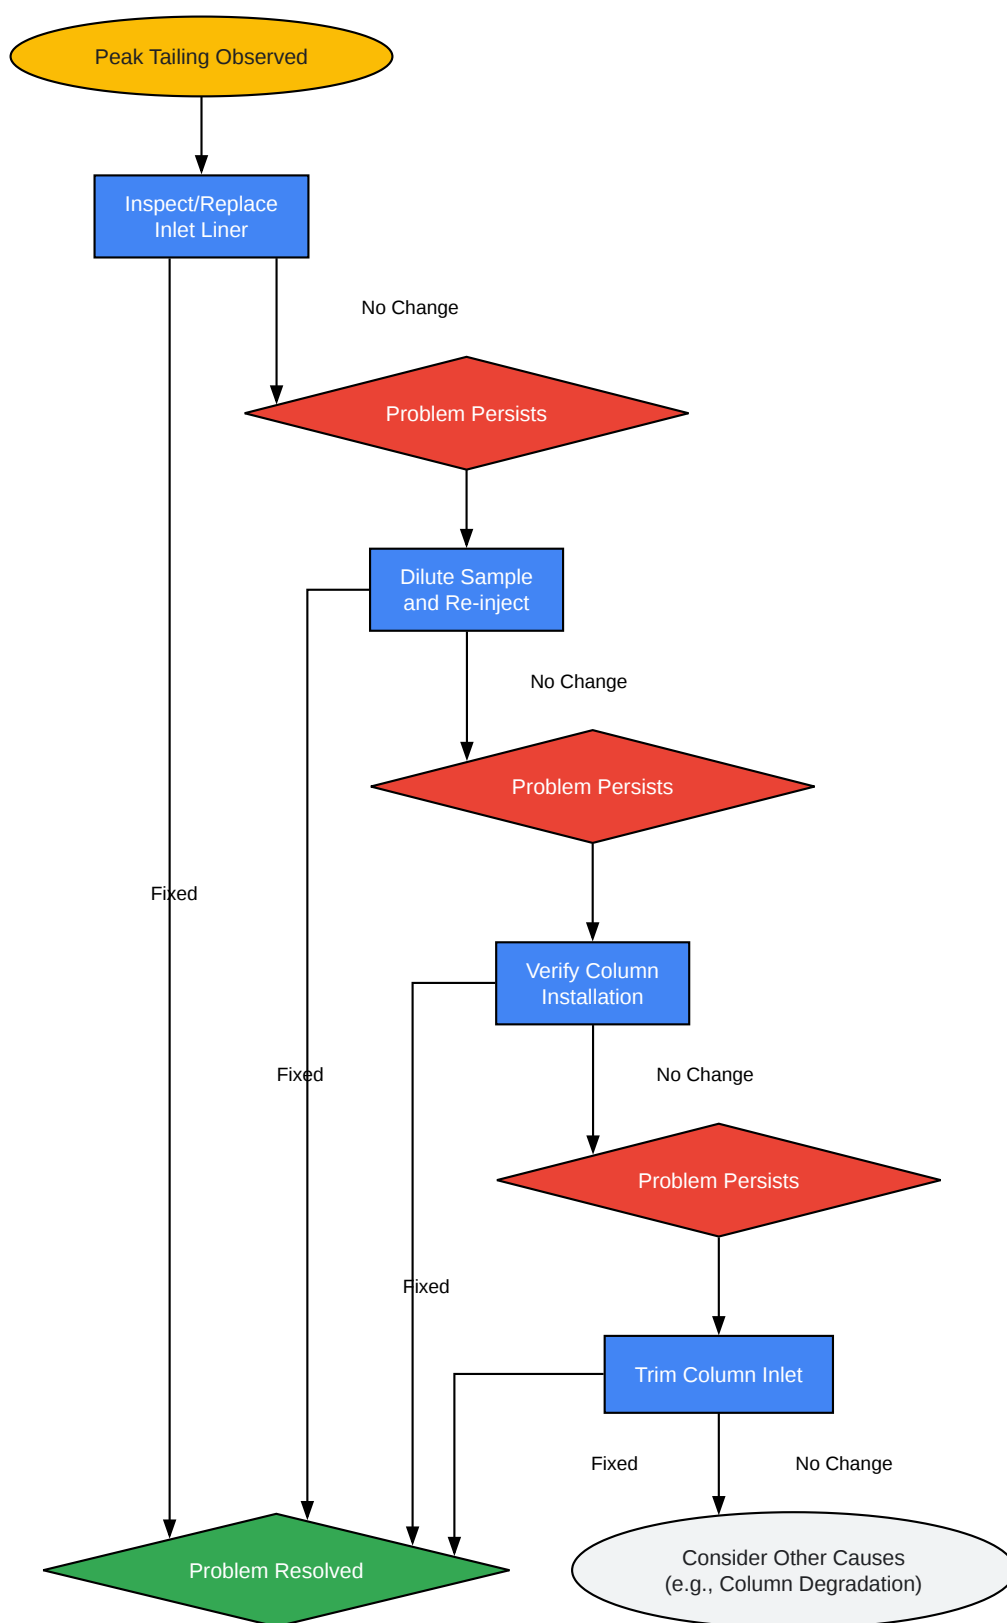 Peak Tailing Observed
Inspect/Replace
Inlet Liner
No Change
Problem Persists
Dilute Sample
and Re-inject
No Change
Problem Persists
Fixed
Verify Column
Installation
Fixed
No Change
Problem Persists
Fixed
Trim Column Inlet
Fixed
No Change
Problem Resolved
Consider Other Causes
(e.g., Column Degradation)